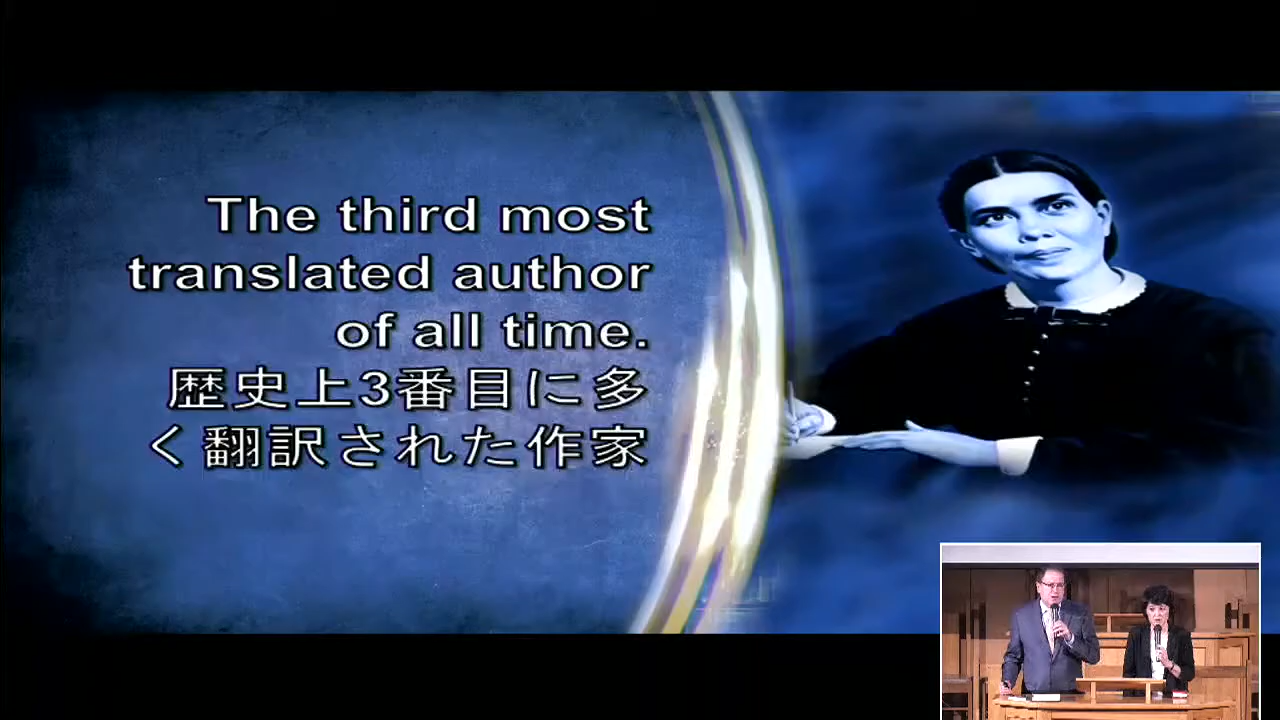 The third most
translated author
of all time.
歴史上3番目に多
く翻訳された作家